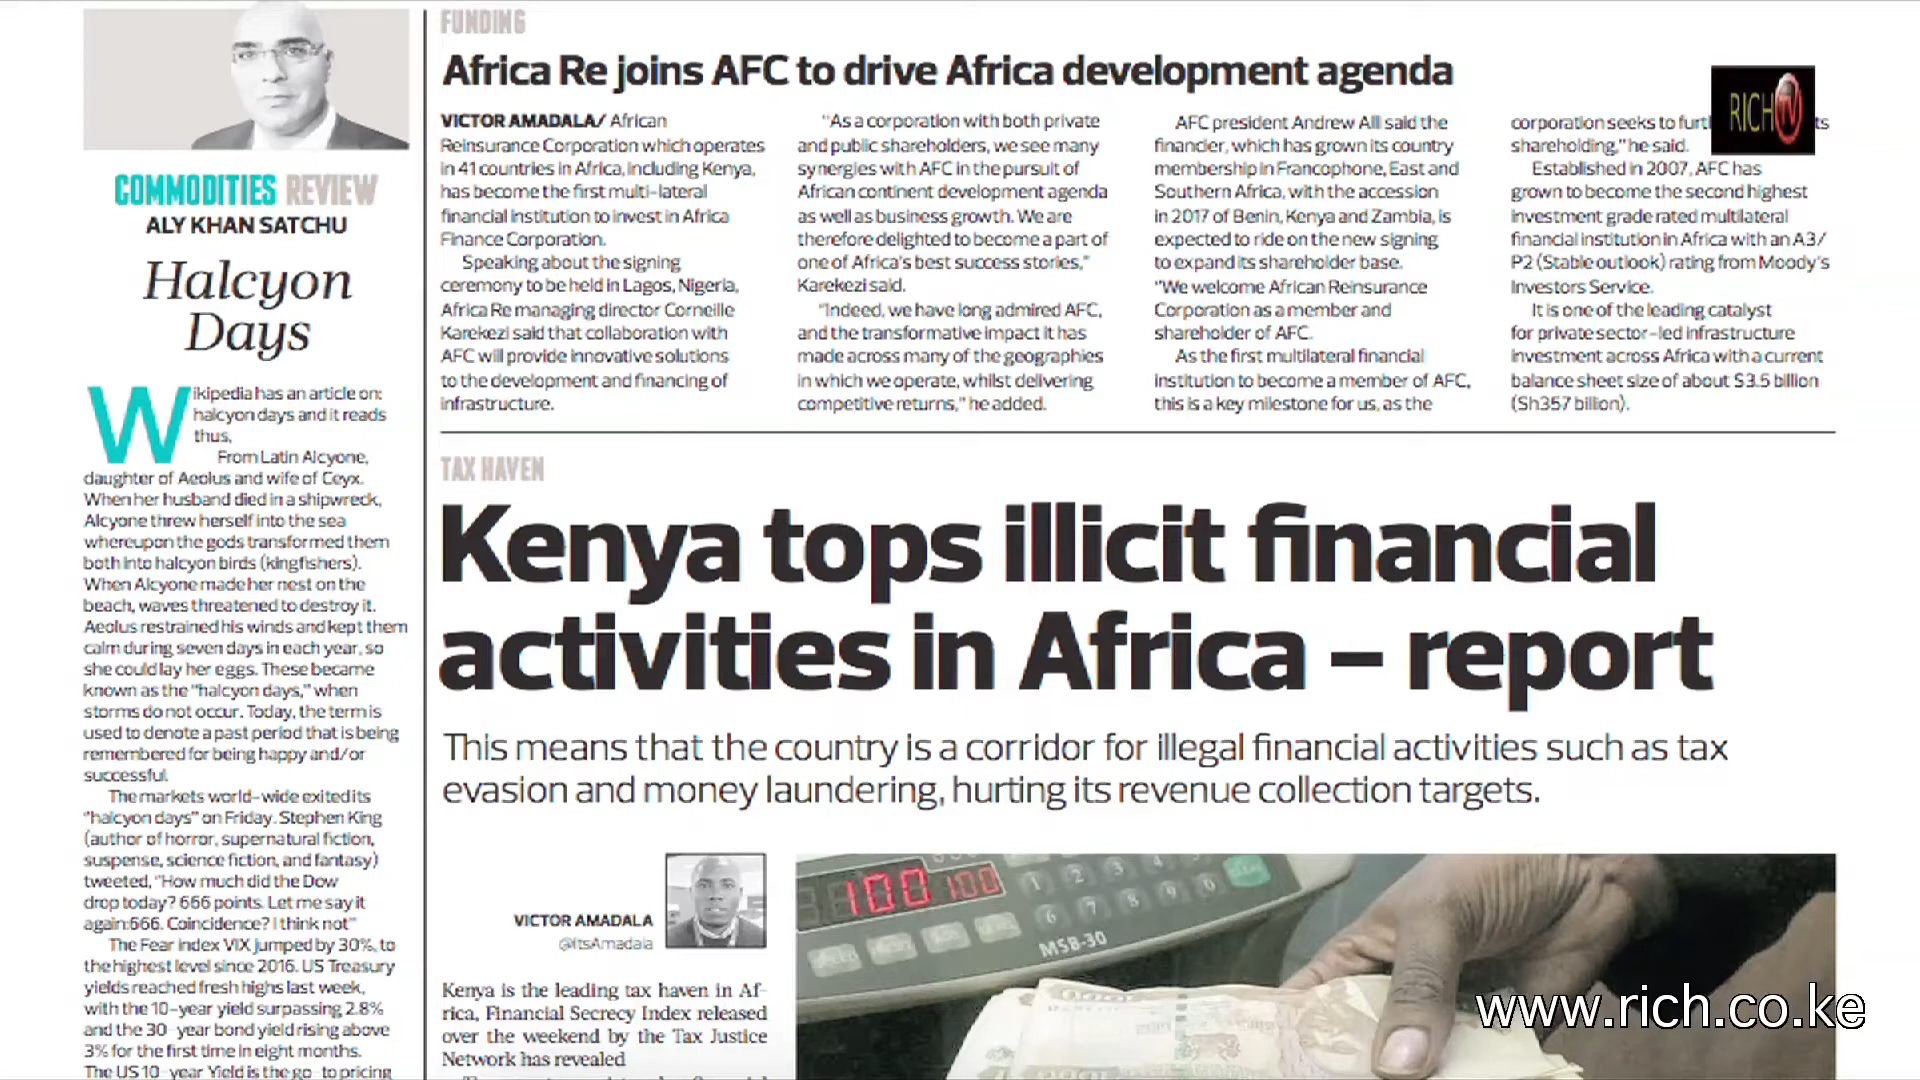 COMMODITIES REVIEW
ALY KHAN SATCHU
Halcyon
Days
Wikipedia has an article on:
halcyon days and it reads
thus,
From Latin Alcyone,
daughter of Aeolus and wife of Ceyx.
When her husband died in a shipwreck,
Alcyone threw herself into the sea
whereupon the gods transformed them
both into halcyon birds (kingfishers).
When Alcyone made her nest on the
beach, waves threatened to destroy it.
Aeolus restrained his winds and kept them
calm during seven days in each year, so
she could lay her eggs. These became
known as the "halcyon days," when
storms do not occur. Today, the term is
used to denote a past period that is being
remembered for being happy and/or
successful.
The markets world-wide exited its
"halcyon days" on Friday. Stephen King
(author of horror, supernatural fiction,
suspense, science fiction, and fantasy)
tweeted, "How much did the Dow
drop today? 666 points. Let me say it
again:666. Coincidence? I think not"
The Fear index VIX jumped by 30%, to
the highest level since 2016. US Treasury
yields reached fresh highs last week,
with the 10-year yield surpassing 2.8%
and the 30-year bond yield rising above
3% for the first time in eight months.
The US 10-year Yield is the go-to pricing
FUNDING
Africa Re joins AFC to drive Africa development agenda
VICTOR AMADALA/ African
Reinsurance Corporation which operates
in 41 countries in Africa, including Kenya,
has become the first multi-lateral
financial institution to invest in Africa
Finance Corporation.
Speaking about the signing
ceremony to be held in Lagos, Nigeria,
Africa Re managing director Corneille
Karekezi said that collaboration with
AFC will provide innovative solutions
to the development and financing of
infrastructure.
"As a corporation with both private
and public shareholders, we see many
synergies with AFC in the pursuit of
African continent development agenda
as well as business growth. We are
therefore delighted to become a part of
one of Africa's best success stories,"
Karekezi said.
"Indeed, we have long admired AFC,
and the transformative impact it has
made across many of the geographies
in which we operate, whilst delivering
competitive returns," he added.
AFC president Andrew Alli said the
financier, which has grown its country
membership in Francophone, East and
Southern Africa, with the accession
in 2017 of Benin, Kenya and Zambia, is
expected to ride on the new signing
to expand its shareholder base.
"We welcome African Reinsurance
Corporation as a member and
shareholder of AFC.
As the first multilateral financial
institution to become a member of AFC,
this is a key milestone for us, as the
corporation seeks to
shareholding," he said.
Established in 2007, AFC has
grown to become the second highest
investment grade rated multilateral
financial institution in Africa with an A3/
P2 (Stable outlook) rating from Moody's
Investors Service.
It is one of the leading catalyst
for private sector-led infrastructure
investment across Africa with a current
balance sheet size of about $3.5 billion
(Sh357 billion).
RICH TV
TAX HAVEN
Kenya tops illicit financial
activities in Africa – report
This means that the country is a corridor for illegal financial activities such as tax
evasion and money laundering, hurting its revenue collection targets.
VICTOR AMADALA
@ItsAmadala
Kenya is the leading tax haven in Af-
rica, Financial Secrecy Index released
over the weekend by the Tax Justice
Network has revealed
100 100
MSB-30
www.rich.co.ke